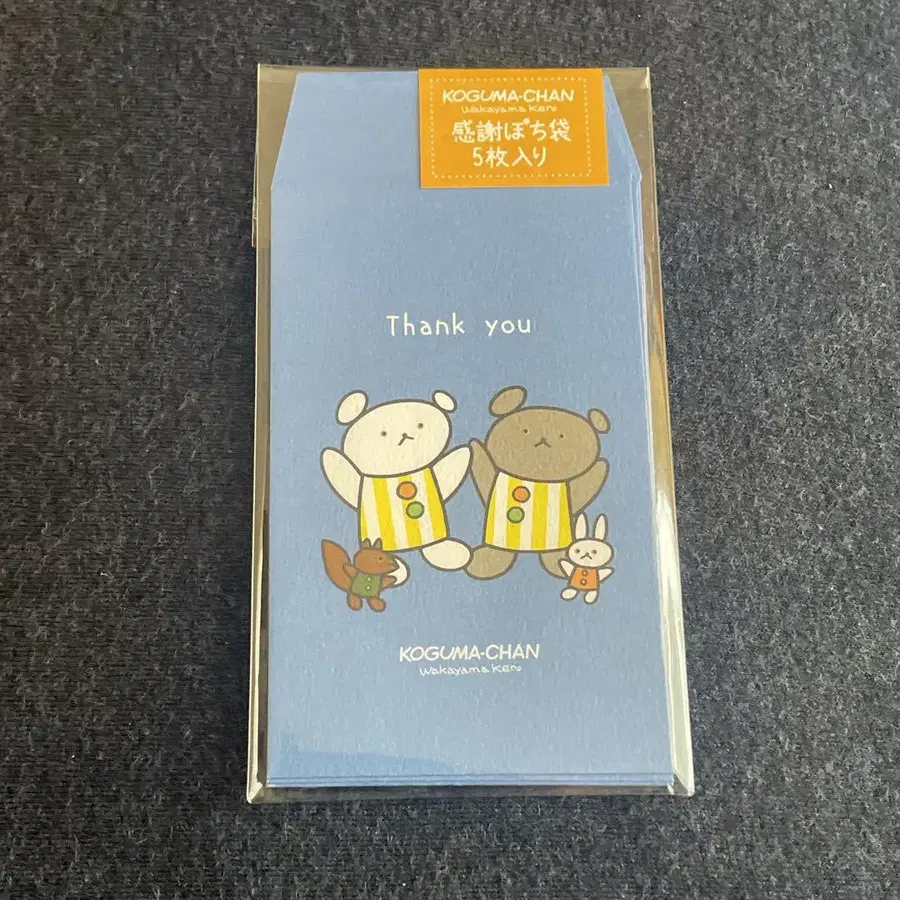 KOGUMA-CHAN
Wakayama Ken
感謝ぽち袋
5枚入り
Thank you
KOGUMA-CHAN
Wakayama Ken